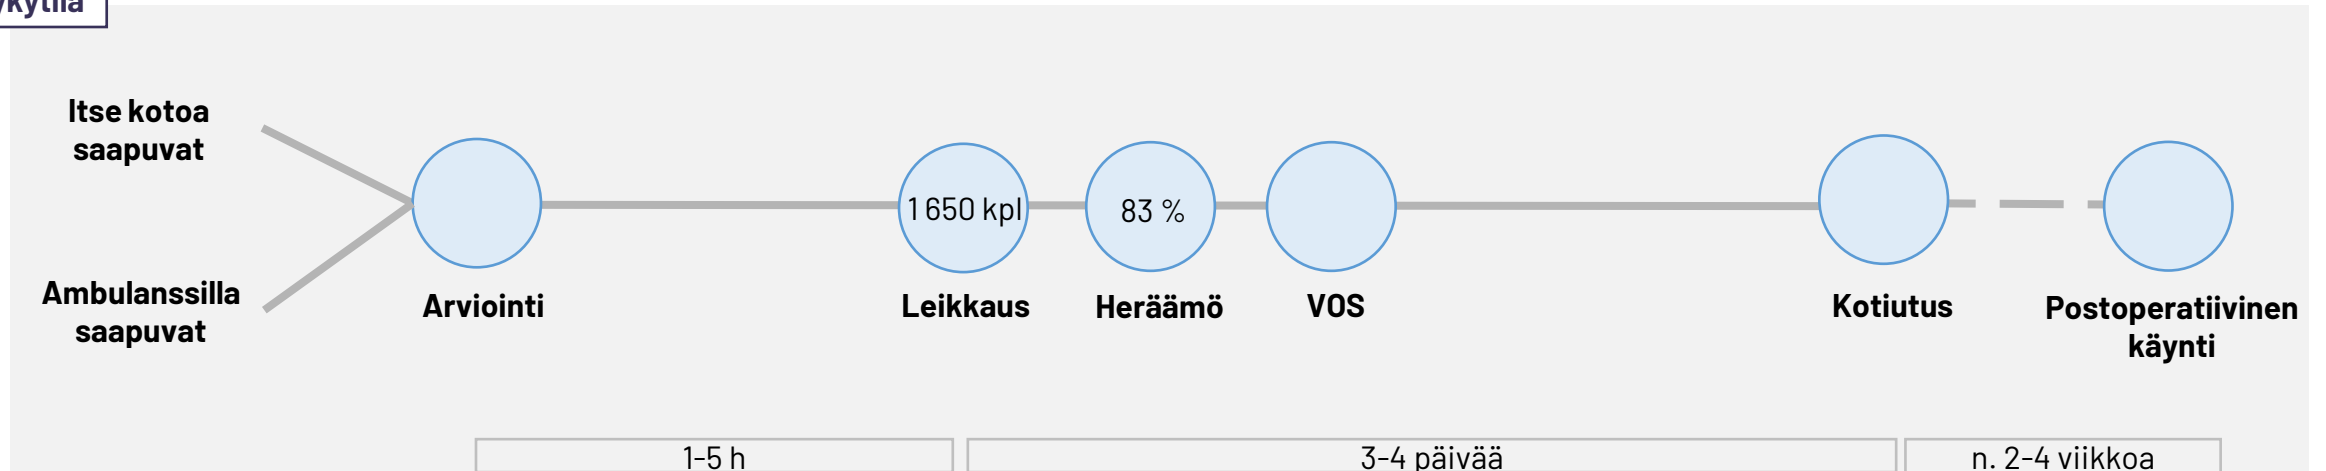 Itse kotoa
saapuvat
Ambulanssilla
saapuvat
Arviointi
1 650 kpl
Leikkaus
83 %
Heräämö
VOS
Kotiutus
Postoperatiivinen
käynti
1-5 h
3-4 päivää
n. 2-4 viikkoa